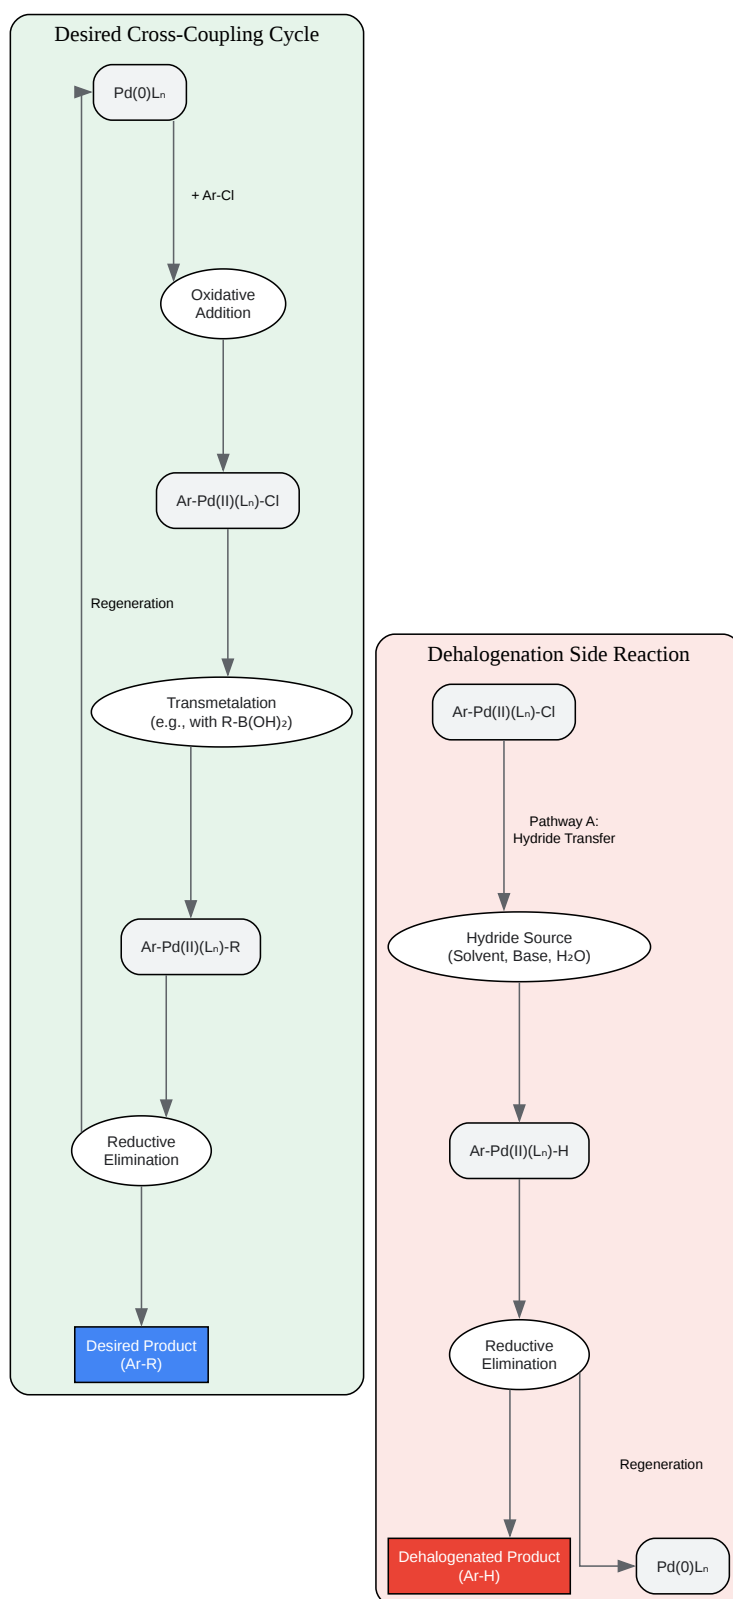 Desired Cross-Coupling Cycle
Pd(0)Lₙ
+ Ar-Cl
Oxidative
Addition
Ar-Pd(II)(Lₙ)-Cl
Regeneration
Transmetalation
(e.g., with R-B(OH)₂)
Ar-Pd(II)(Lₙ)-R
Reductive
Elimination
Desired Product
(Ar-R)
Dehalogenation Side Reaction
Ar-Pd(II)(Lₙ)-Cl
Pathway A:
Hydride Transfer
Hydride Source
(Solvent, Base, H₂O)
Ar-Pd(II)(Lₙ)-H
Reductive
Elimination
Regeneration
Dehalogenated Product
(Ar-H)
Pd(0)Lₙ